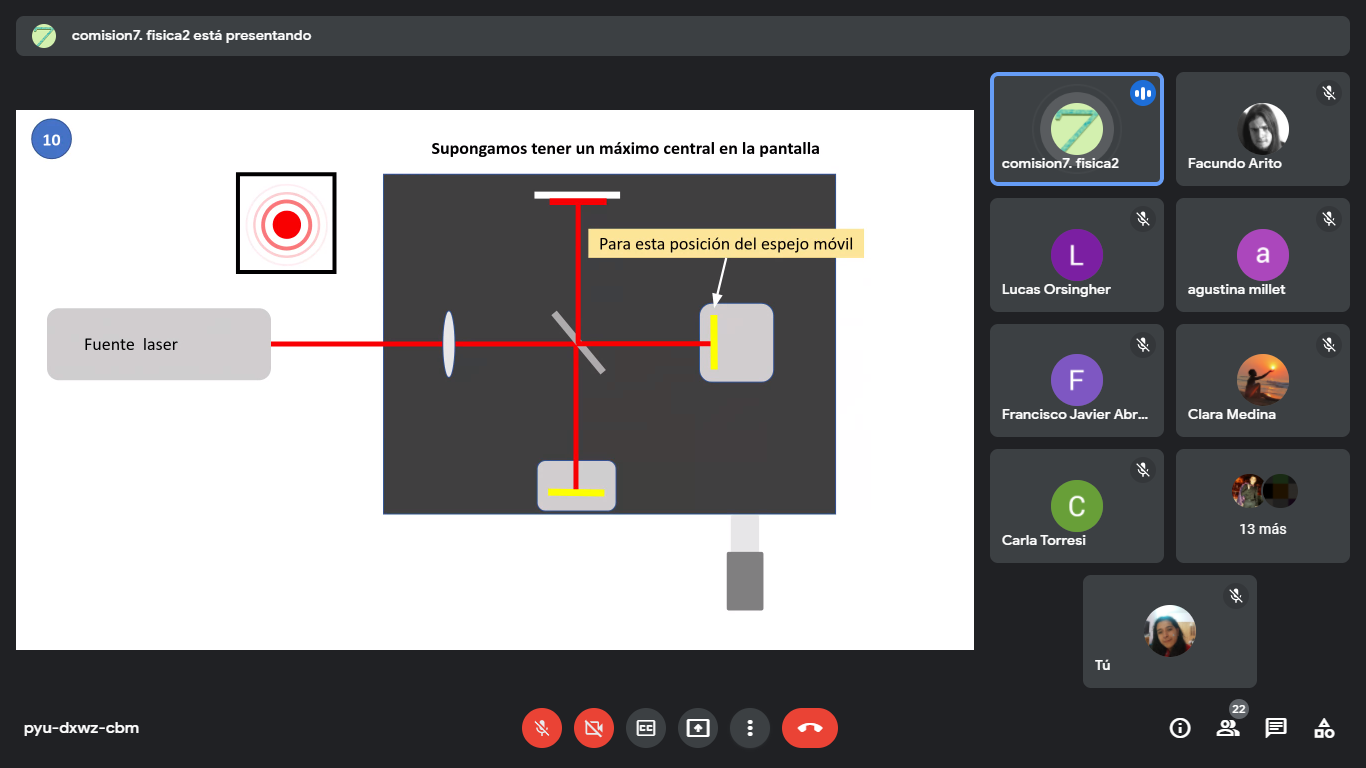 comision7. fisica2 está presentando
10
Supongamos tener un máximo central en la pantalla
Para esta posición del espejo móvil
Fuente laser
7
comision7. fisica2
Facundo Arito
L
Lucas Orsingher
a
agustina millet
F
Francisco Javier Abr...
Clara Medina
C
Carla Torresi
13 más
Tú
pyu-dxwz-cbm
CC
22